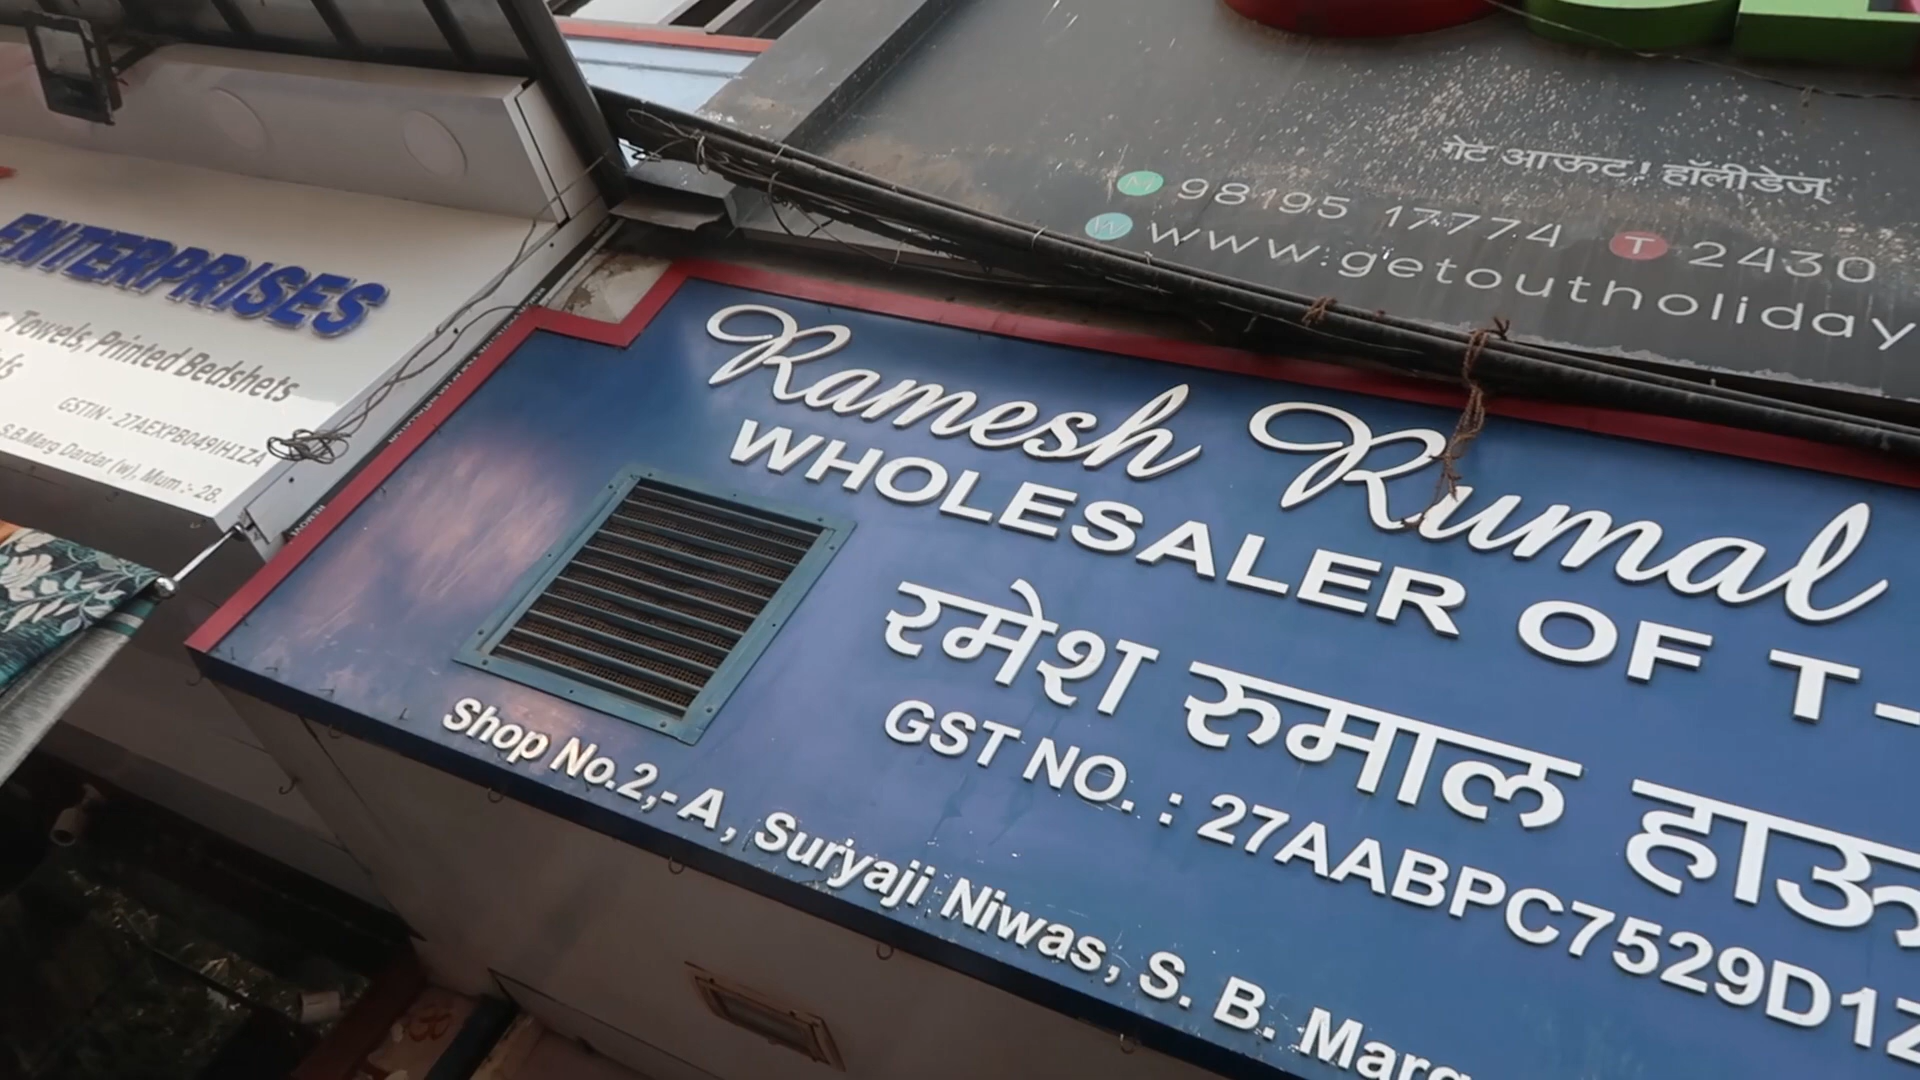 ENTERPRISES
Towels, Printed Bedshets
GSTIN - 27AEXPB0491H1ZA
S.B.Marg Dardar (w), Mum :- 28.
गेट आऊट ! हॉलीडेज्
M 98195 17774 T 2430
W www.getoutholiday
Ramesh Rumal
WHOLESALER OF T-
रमेश रुमाल हाऊ
GST NO. : 27AABPC7529D1Z
Shop No.2,-A, Suryaji Niwas, S. B. Marg